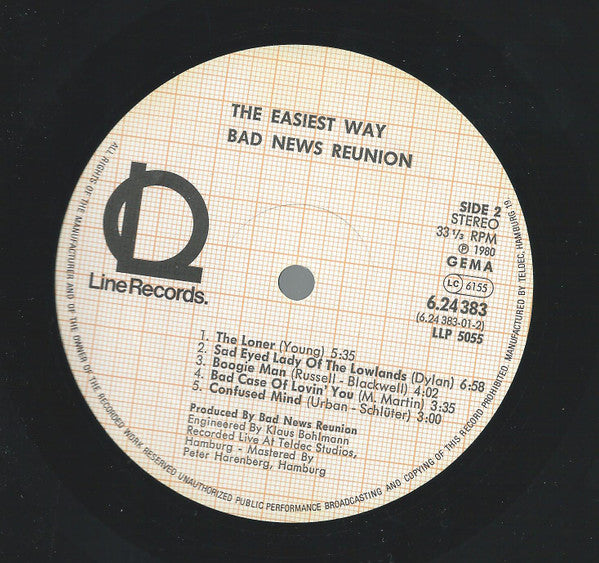 THE EASIEST WAY
BAD NEWS REUNION
LineRecords.
SIDE 2
STEREO
33 1/3 RPM
Ⓟ 1980
GEMA
LC 6155
6.24 383
(6.24 383-01-2)
LLP 5055
1. The Loner (Young) 5:35
2. Sad Eyed Lady Of The Lowlands (Dylan) 6:58
3. Boogie Man (Russell - Blackwell) 4:02
4. Bad Case Of Lovin' You (M. Martin) 3:35
5. Confused Mind (Urban - Schlüter) 3:00
Produced By Bad News Reunion
Engineered By Klaus Bohlmann
Recorded Live At Teldec Studios,
Hamburg - Mastered By
Peter Harenberg, Hamburg
ALL RIGHTS OF THE MANUFACTURER AND OF THE OWNER OF THE RECORDED WORK RESERVED UNAUTHORIZED PUBLIC PERFORMANCE BROADCASTING AND COPYING OF THIS RECORD PROHIBITED. MANUFACTURED BY TELDEC, HAMBURG 19.